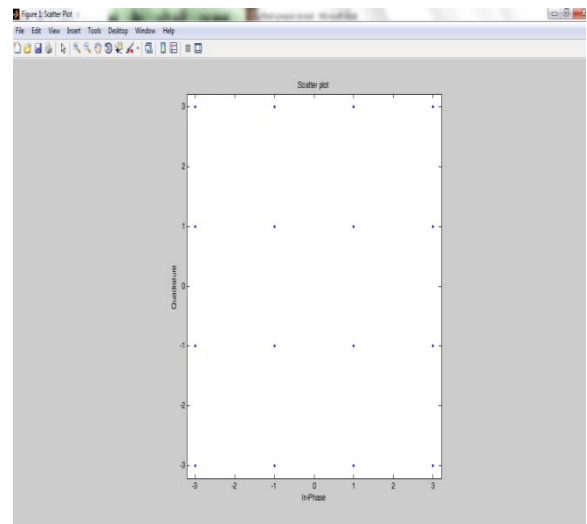 Figure 1: Scatter Plot
File Edit View Insert Tools Desktop Window Help
Scatter plot
3
2
1
0
-1
-2
-3
Quadrature
-3 -2 -1 0 1 2 3
In-Phase